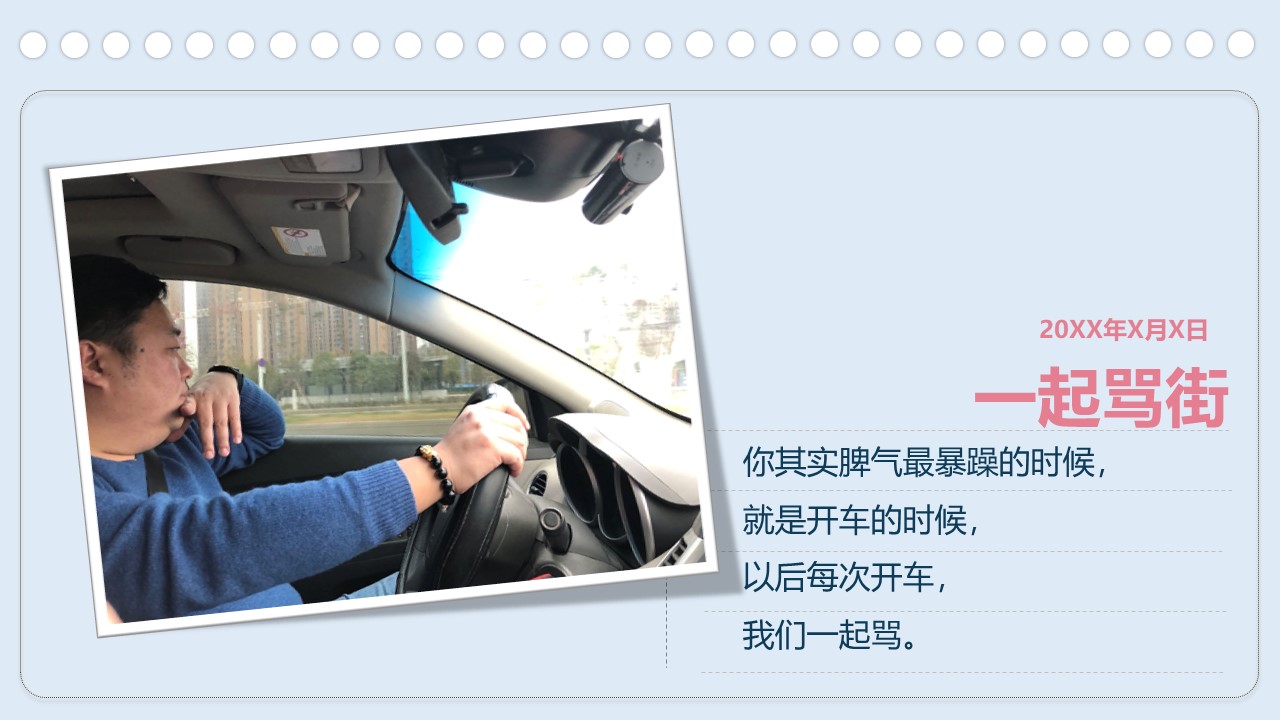 20XX年X月X日
一起骂街
你其实脾气最暴躁的时候，
就是开车的时候，
以后每次开车，
我们一起骂。